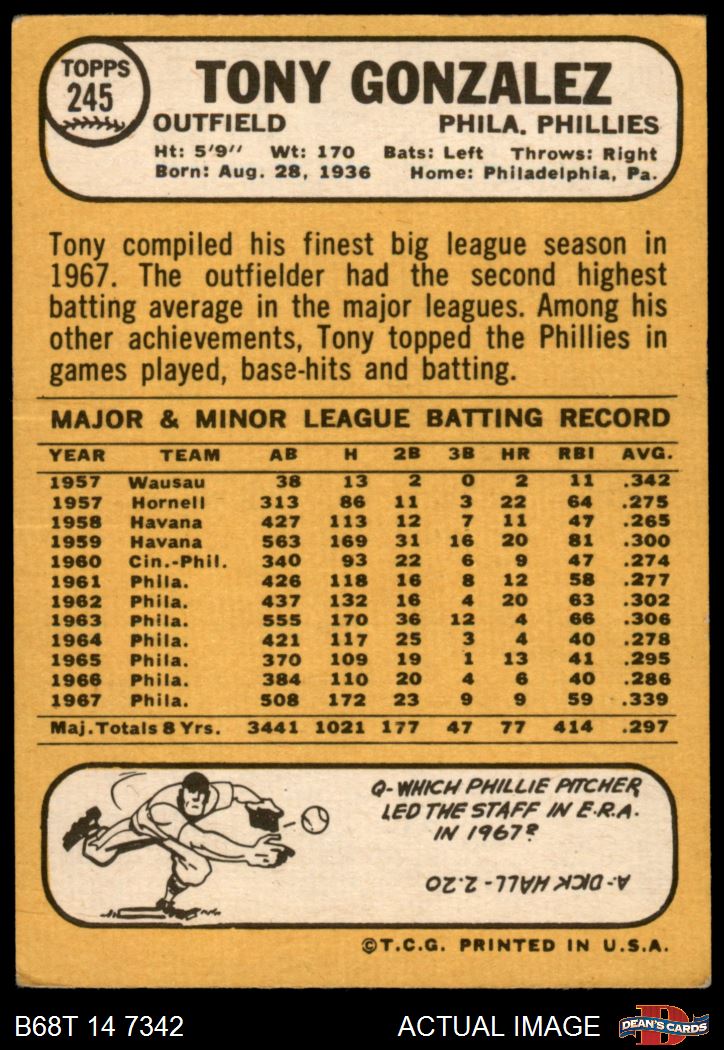 TOPPS
245
TONY GONZALEZ
OUTFIELD PHILA. PHILLIES
Ht: 5'9" Wt: 170 Bats: Left Throws: Right
Born: Aug. 28, 1936 Home: Philadelphia, Pa.
Tony compiled his finest big league season in
1967. The outfielder had the second highest
batting average in the major leagues. Among his
other achievements, Tony topped the Phillies in
games played, base-hits and batting.
MAJOR & MINOR LEAGUE BATTING RECORD
YEAR TEAM AB H 2B 3B HR RBI AVG.
1957 Wausau 38 13 2 0 2 11 .342
1957 Hornell 313 86 11 3 22 64 .275
1958 Havana 427 113 12 7 11 47 .265
1959 Havana 563 169 31 16 20 81 .300
1960 Cin.-Phil. 340 93 22 6 9 47 .274
1961 Phila. 426 118 16 8 12 58 .277
1962 Phila. 437 132 16 4 20 63 .302
1963 Phila. 555 170 36 12 4 66 .306
1964 Phila. 421 117 25 3 4 40 .278
1965 Phila. 370 109 19 1 13 41 .295
1966 Phila. 384 110 20 4 6 40 .286
1967 Phila. 508 172 23 9 9 59 .339
Maj. Totals 8 Yrs. 3441 1021 177 47 77 414 .297
Q- WHICH PHILLIE PITCHER
LED THE STAFF IN E.R.A.
IN 1967?
A- DICK HALL - 2.20
©T.C.G. PRINTED IN U.S.A.
B68T 14 7342 ACTUAL IMAGE
D
DEAN'S CARDS